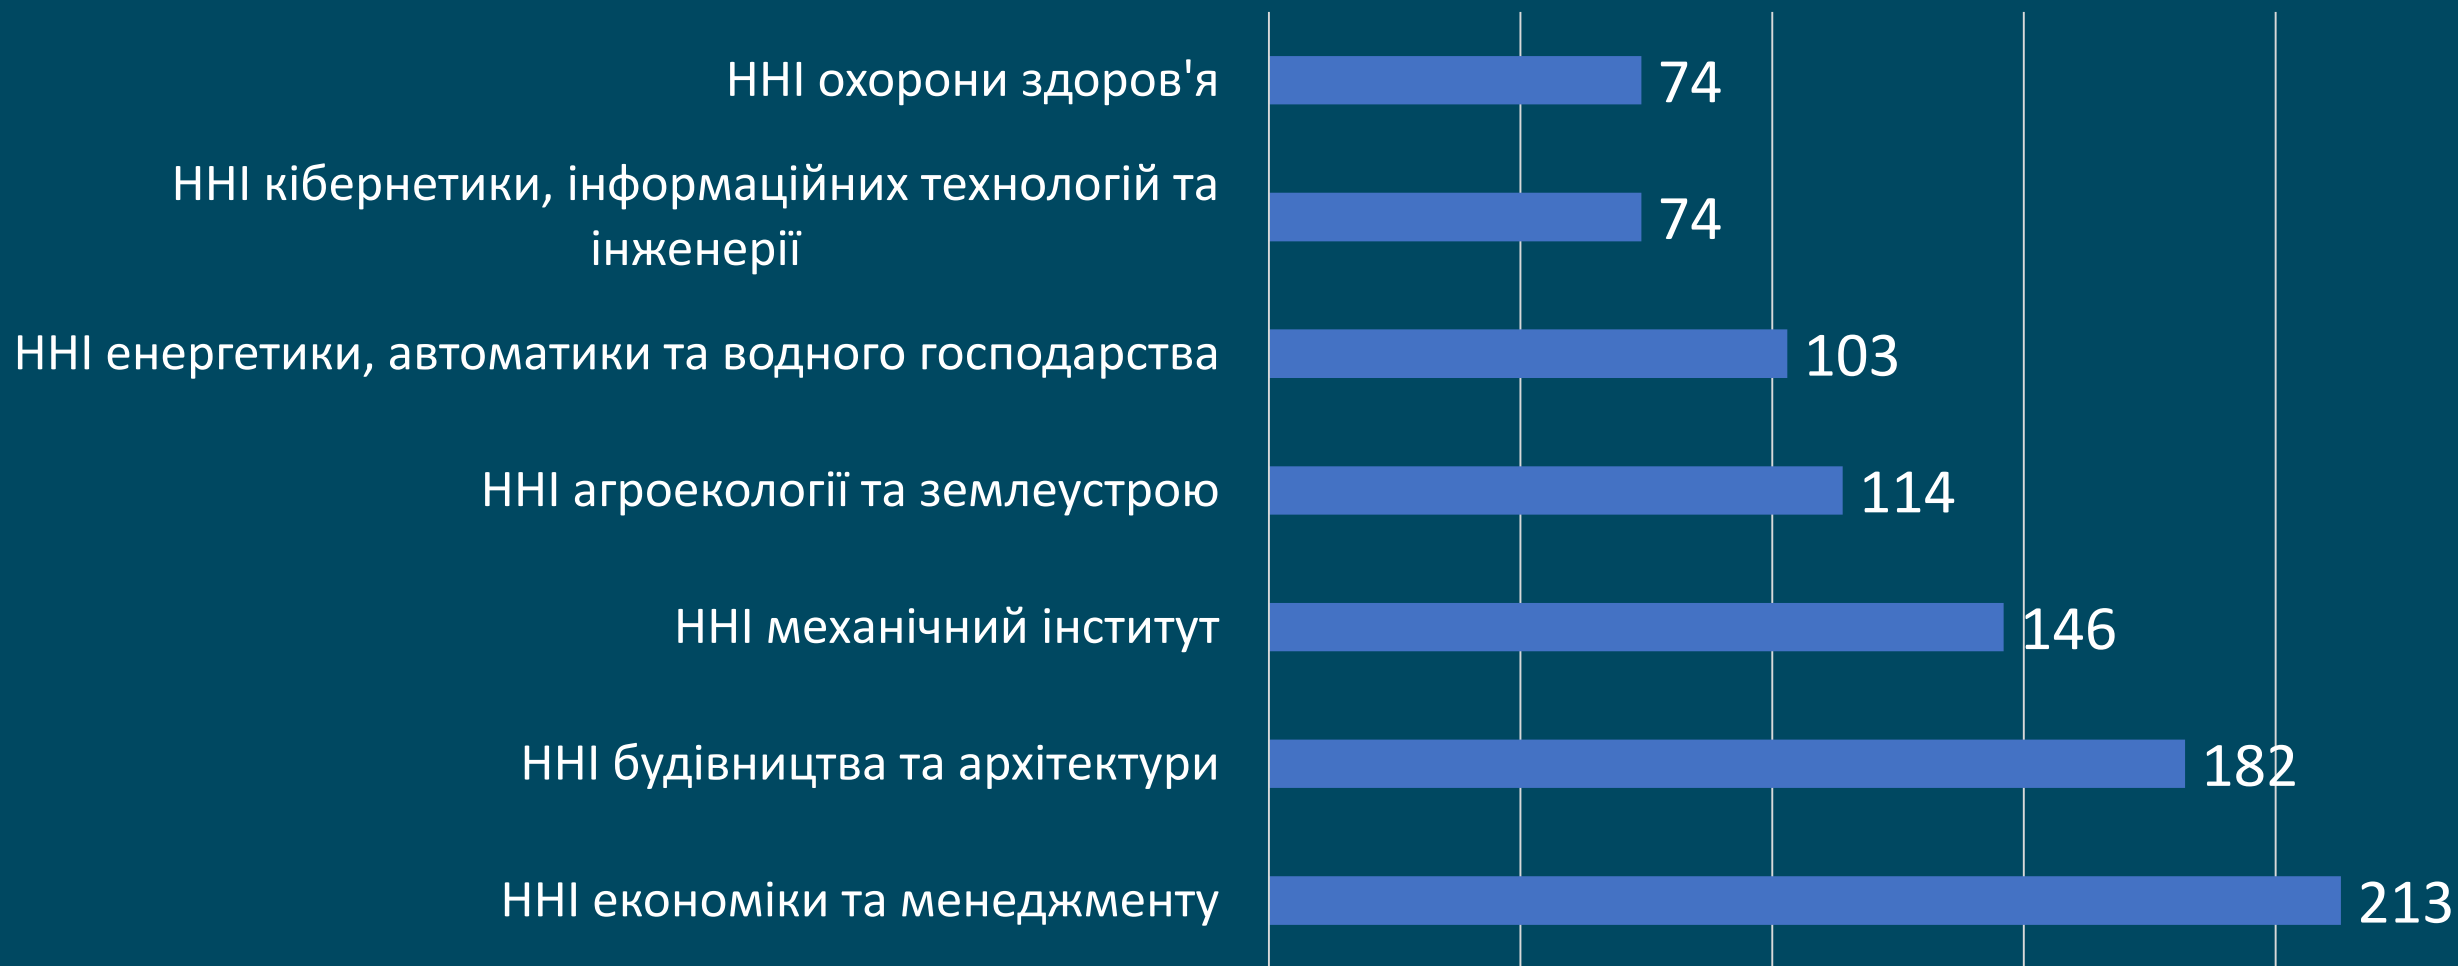 ННІ охорони здоров'я 74
ННІ кібернетики, інформаційних технологій та
інженерії 74
ННІ енергетики, автоматики та водного господарства 103
ННІ агроекології та землеустрою 114
ННІ механічний інститут 146
ННІ будівництва та архітектури 182
ННІ економіки та менеджменту 213